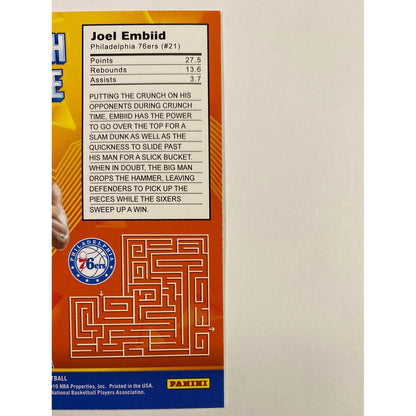 H
E
Joel Embiid
Philadelphia 76ers (#21)
Points 27.5
Rebounds 13.6
Assists 3.7
PUTTING THE CRUNCH ON HIS
OPPONENTS DURING CRUNCH
TIME, EMBIID HAS THE POWER
TO GO OVER THE TOP FOR A
SLAM DUNK AS WELL AS THE
QUICKNESS TO SLIDE PAST
HIS MAN FOR A SLICK BUCKET.
WHEN IN DOUBT, THE BIG MAN
DROPS THE HAMMER, LEAVING
DEFENDERS TO PICK UP THE
PIECES WHILE THE SIXERS
SWEEP UP A WIN.
PHILADELPHIA
76ers
PANINI
TBALL
19 NBA Properties, Inc. Printed in the USA.
National Basketball Players Association.